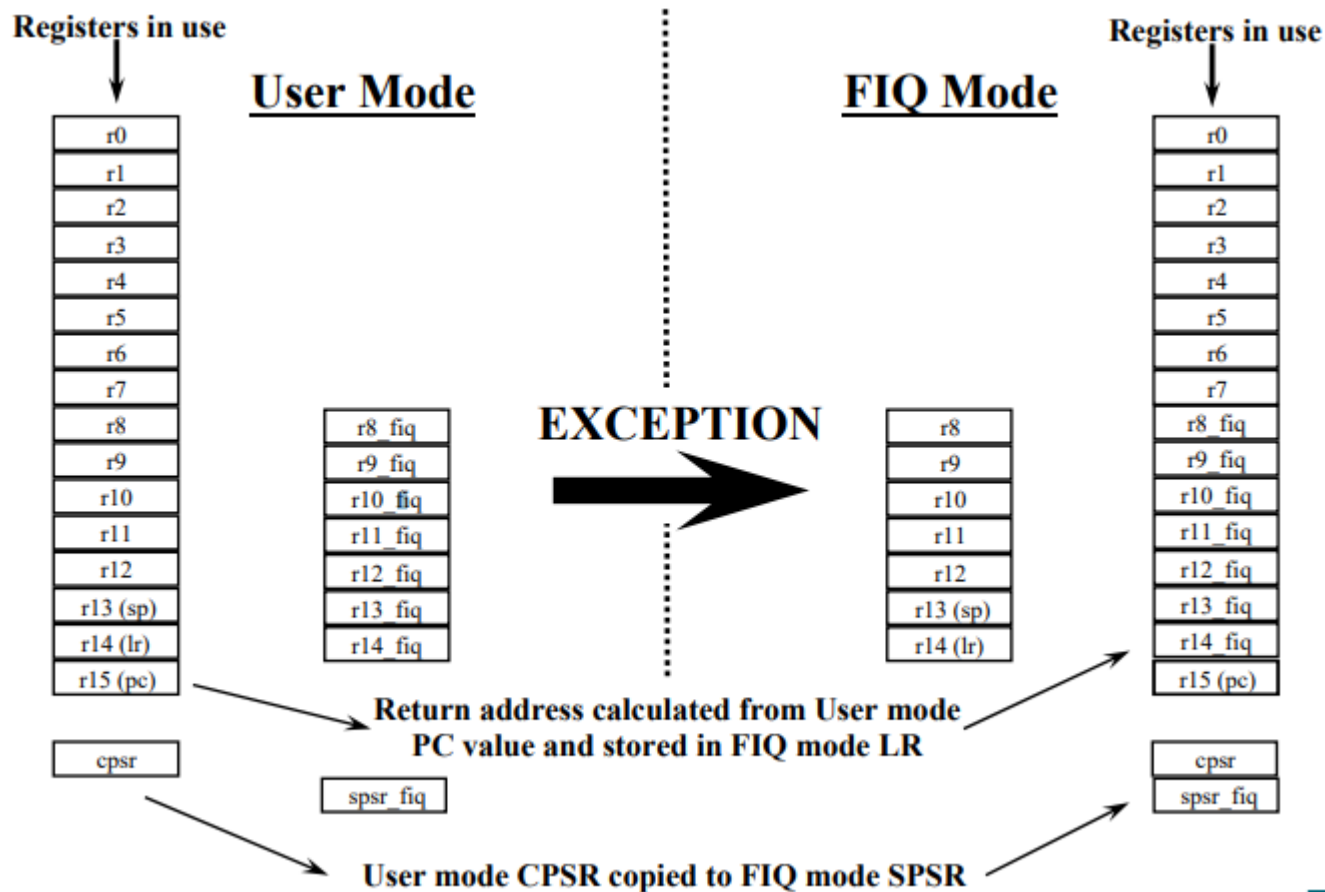 Registers in use
User Mode
r0
r1
r2
r3
r4
r5
r6
r7
r8
r9
r10
r11
r12
r13 (sp)
r14 (lr)
r15 (pc)
cpsr
r8_fiq
r9_fiq
r10_fiq
r11_fiq
r12_fiq
r13_fiq
r14_fiq
spsr_fiq
EXCEPTION
Return address calculated from User mode
PC value and stored in FIQ mode LR
User mode CPSR copied to FIQ mode SPSR
FIQ Mode
r8
r9
r10
r11
r12
r13 (sp)
r14 (lr)
Registers in use
r0
r1
r2
r3
r4
r5
r6
r7
r8_fiq
r9_fiq
r10_fiq
r11_fiq
r12_fiq
r13_fiq
r14_fiq
r15 (pc)
cpsr
spsr_fiq